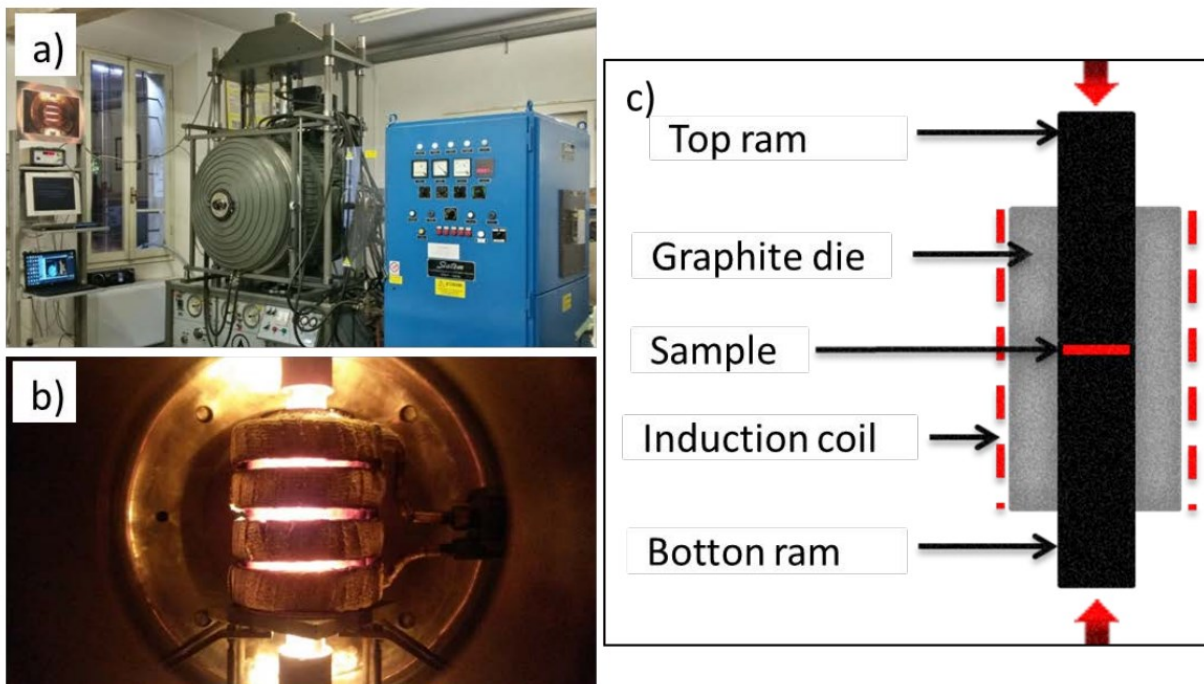 a)
b)
c)
Top ram
Graphite die
Sample
Induction coil
Botton ram